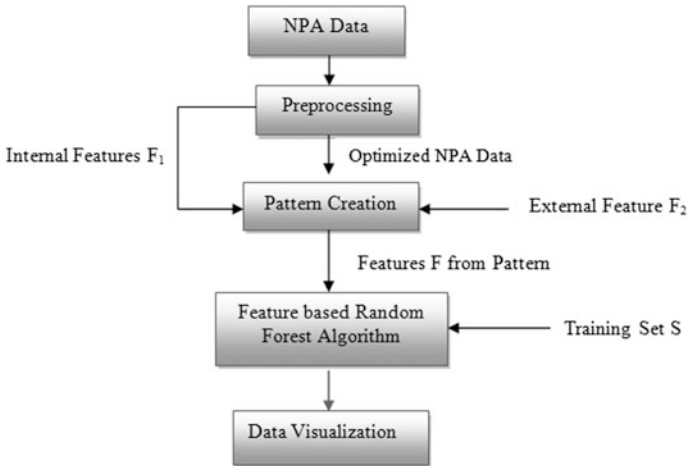 NPA Data
Preprocessing
Internal Features F₁
Optimized NPA Data
Pattern Creation
External Feature F₂
Features F from Pattern
Feature based Random
Forest Algorithm
Training Set S
Data Visualization